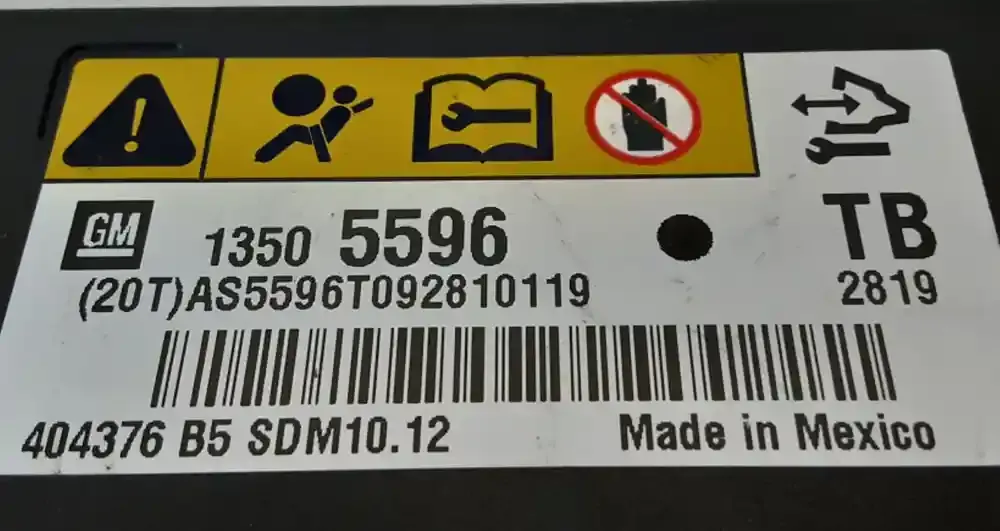 GM 1350 5596 TB
(20T)AS5596T092810119 2819
404376 B5 SDM10.12 Made in Mexico